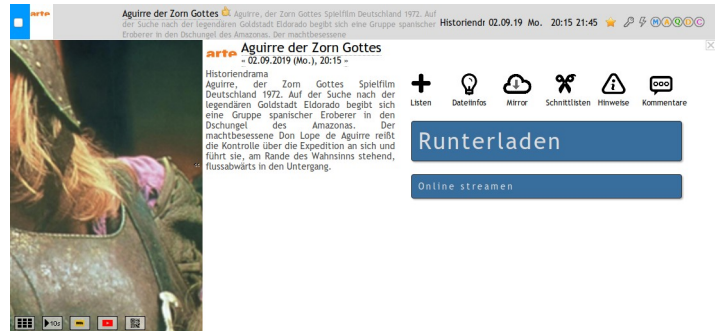 arte
Aguirre der Zorn Gottes Aguirre, der Zorn Gottes Spielfilm Deutschland 1972. Auf
der Suche nach der legendären Goldstadt Eldorado begibt sich eine Gruppe spanischer
Eroberer in den Dschungel des Amazonas. Der machtbesessene
Historiendr 02.09.19 Mo. 20:15 21:45
M A Q D C
arte Aguirre der Zorn Gottes
- 02.09.2019 (Mo.), 20:15 -
Historiendrama
Aguirre, der Zorn Gottes Spielfilm
Deutschland 1972. Auf der Suche nach der
legendären Goldstadt Eldorado begibt sich
eine Gruppe spanischer Eroberer in den
Dschungel des Amazonas. Der
machtbesessene Don Lope de Aguirre reißt
die Kontrolle über die Expedition an sich und
führt sie, am Rande des Wahnsinns stehend,
flussabwärts in den Untergang.
Listen Dateiinfos Mirror Schnittlisten Hinweise Kommentare
Runterladen
Online streamen
10s